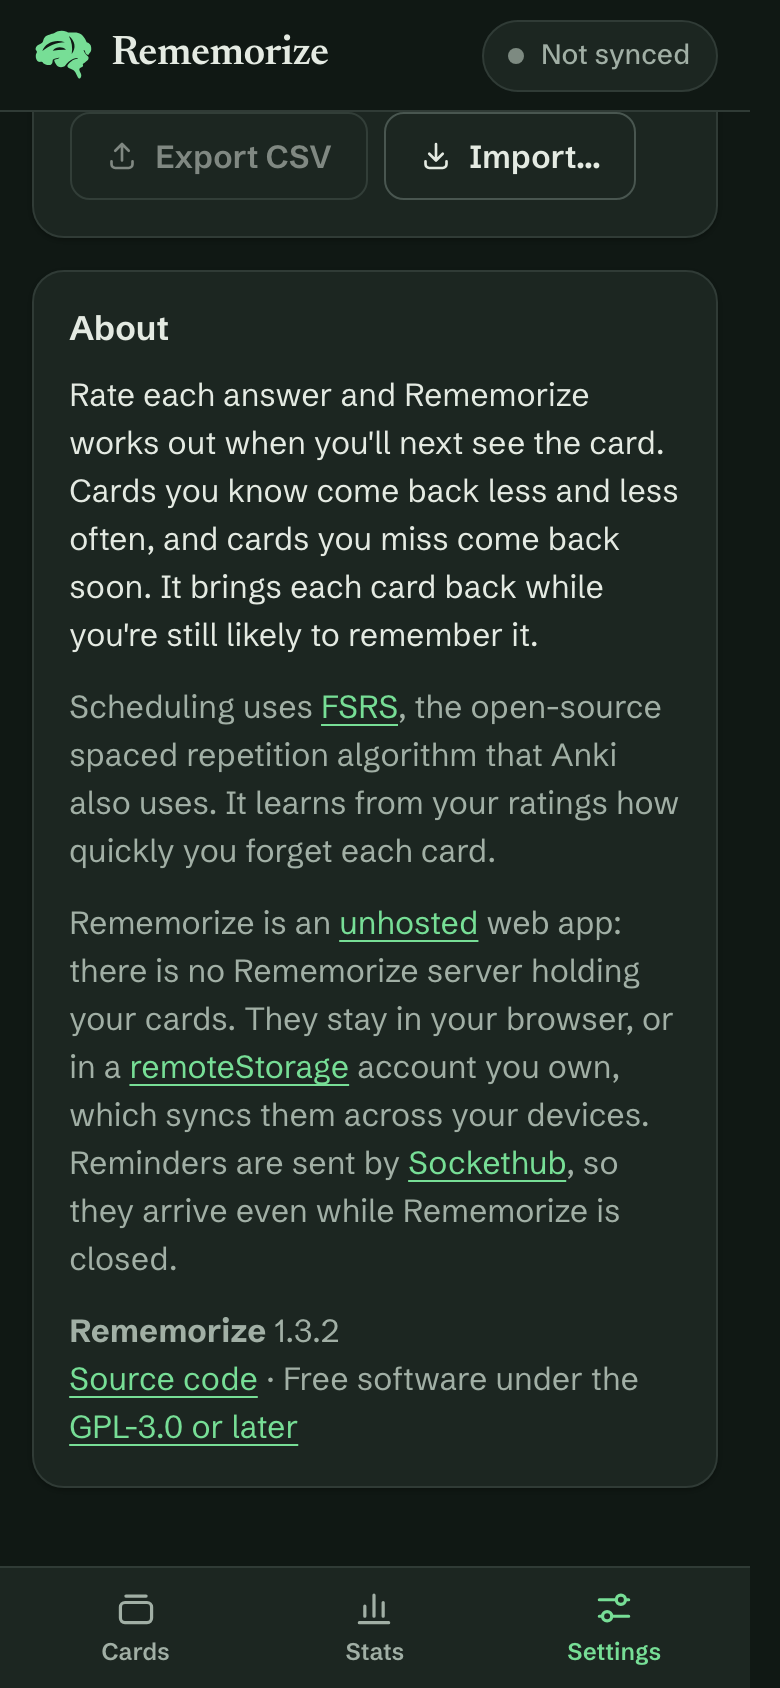 Rememorize
Not synced
Export CSV
Import...
About
Rate each answer and Rememorize
works out when you'll next see the card.
Cards you know come back less and less
often, and cards you miss come back
soon. It brings each card back while
you're still likely to remember it.
Scheduling uses FSRS, the open-source
spaced repetition algorithm that Anki
also uses. It learns from your ratings how
quickly you forget each card.
Rememorize is an unhosted web app:
there is no Rememorize server holding
your cards. They stay in your browser, or
in a remoteStorage account you own,
which syncs them across your devices.
Reminders are sent by Sockethub, so
they arrive even while Rememorize is
closed.
Rememorize 1.3.2
Source code · Free software under the
GPL-3.0 or later
Cards
Stats
Settings